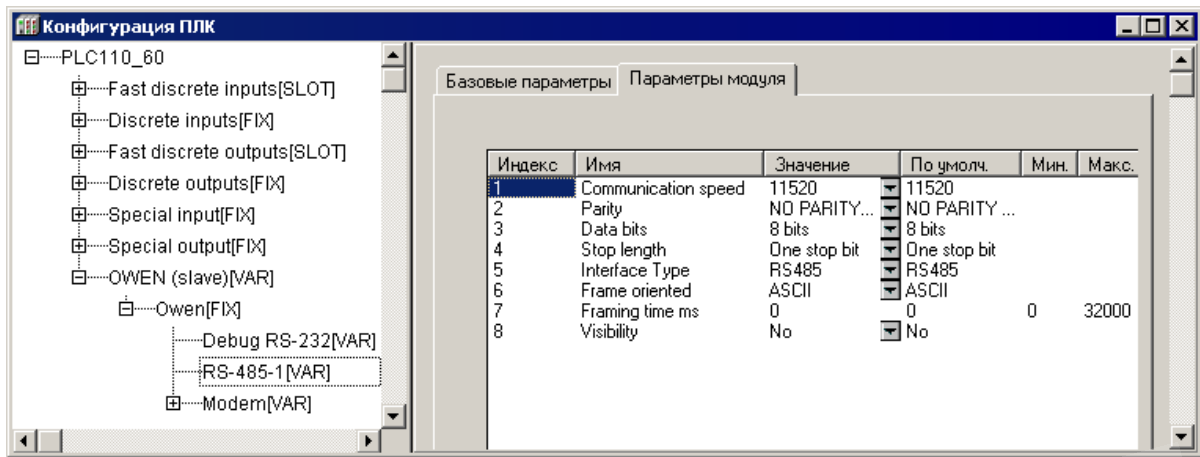 Конфигурация ПЛК
PLC110_60
Fast discrete inputs[SLOT]
Discrete inputs[FIX]
Fast discrete outputs[SLOT]
Discrete outputs[FIX]
Special input[FIX]
Special output[FIX]
OWEN (slave)[VAR]
Owen[FIX]
Debug RS-232[VAR]
RS-485-1[VAR]
Modem[VAR]
Базовые параметры Параметры модуля
Индекс Имя Значение По умолч. Мин. Макс.
1 Communication speed 11520 11520
2 Parity NO PARITY... NO PARITY ...
3 Data bits 8 bits 8 bits
4 Stop length One stop bit One stop bit
5 Interface Type RS485 RS485
6 Frame oriented ASCII ASCII
7 Framing time ms 0 0 0 32000
8 Visibility No No